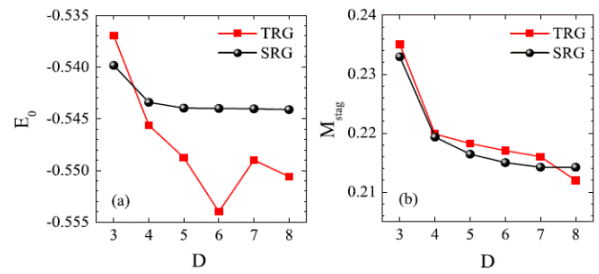 -0.535
-0.540
-0.545
-0.550
-0.555
E0
TRG
SRG
(a)
3 4 5 6 7 8
D
0.24
0.23
0.22
0.21
Mstag
TRG
SRG
(b)
3 4 5 6 7 8
D